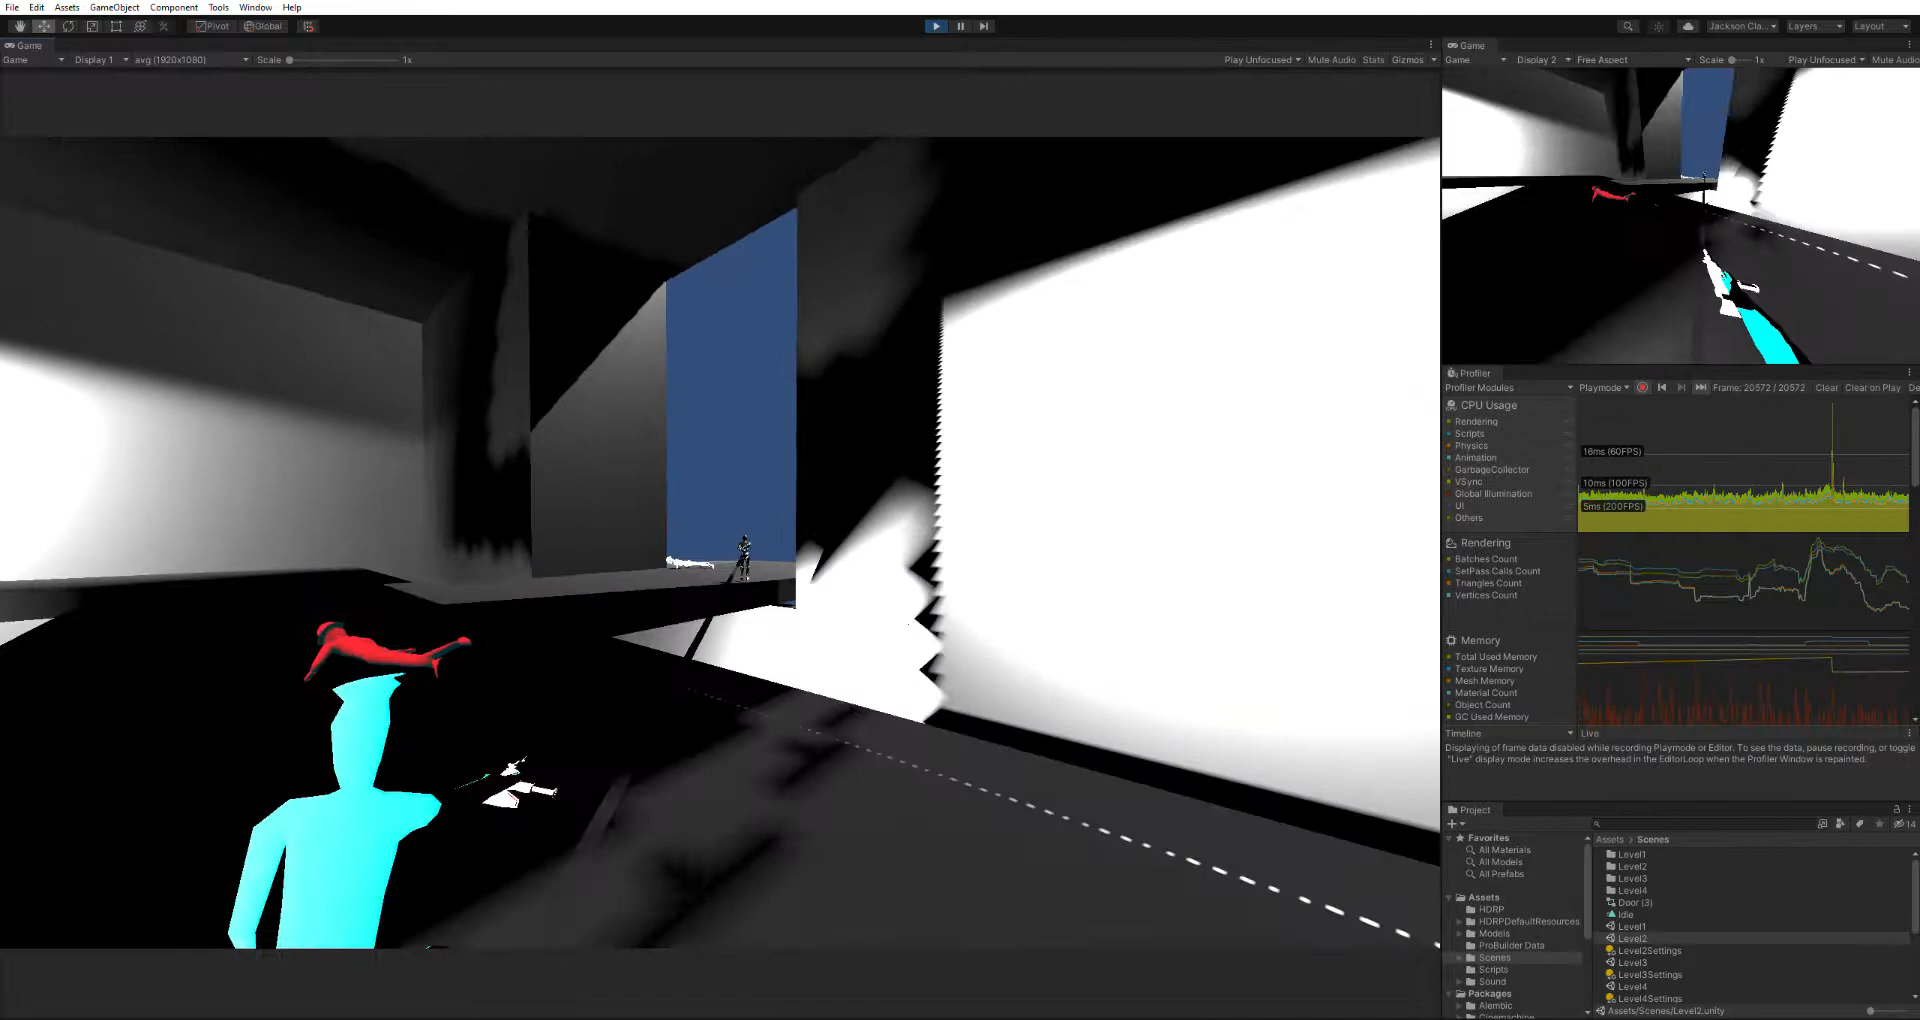 File Edit Assets GameObject Component Tools Window Help
Pivot Global Jackson Cla... Layers Layout
Game
Game Display 1 avg (1920x1080) Scale 1x Play Unfocused Mute Audio Stats Gizmos
Game
Game Display 2 Free Aspect Scale 1x Play Unfocused Mute Audio
Profiler
Profiler Modules Playmode Frame: 20572 / 20572 Clear Clear on Play De
CPU Usage
Rendering
Scripts
Physics
Animation
GarbageCollector
VSync
Global Illumination
UI
Others
16ms (60FPS)
10ms (100FPS)
5ms (200FPS)
Rendering
Batches Count
SetPass Calls Count
Triangles Count
Vertices Count
Memory
Total Used Memory
Texture Memory
Mesh Memory
Material Count
Object Count
GC Used Memory
Timeline Live
Displaying of frame data disabled while recording Playmode or Editor. To see the data, pause recording, or toggle
"Live" display mode increases the overhead in the EditorLoop when the Profiler Window is repainted.
Project
14
Favorites
All Materials
All Models
All Prefabs
Assets
HDRP
HDRPDefaultResources
Models
ProBuilder Data
Scenes
Scripts
Sound
Packages
Alembic
Cinemachine
Assets > Scenes
Level1
Level2
Level3
Level4
Door (3)
Idle
Level1
Level2
Level2Settings
Level3
Level3Settings
Level4
Level4Settings
Assets/Scenes/Level2.unity